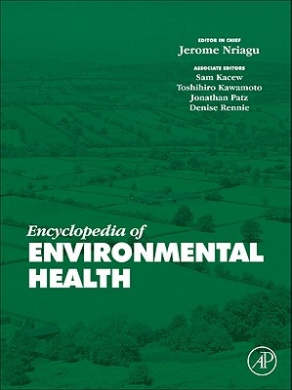 EDITOR IN CHIEF
Jerome Nriagu
ASSOCIATE EDITORS
Sam Kacew
Toshihiro Kawamoto
Jonathan Patz
Denise Rennie
Encyclopedia of
ENVIRONMENTAL
HEALTH
AP